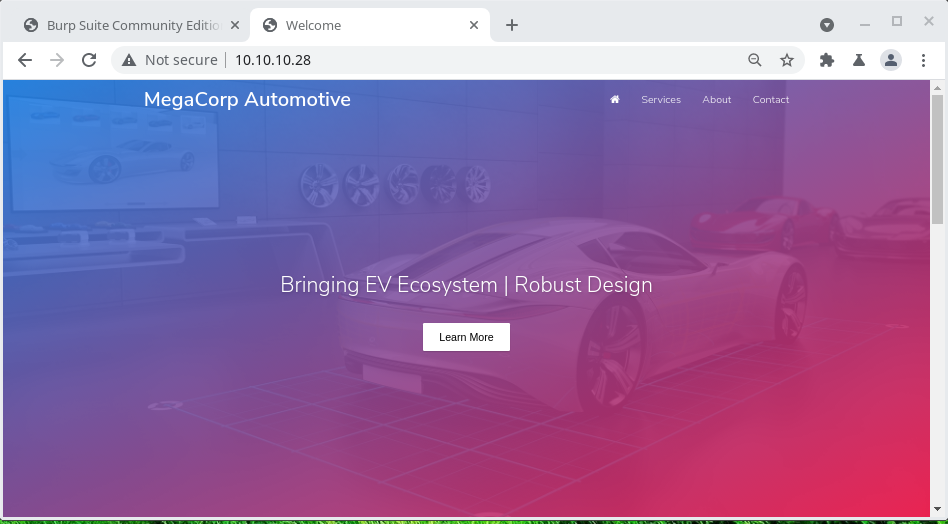 Burp Suite Community Editio
Welcome
Not secure | 10.10.10.28
MegaCorp Automotive
Services About Contact
Bringing EV Ecosystem | Robust Design
Learn More